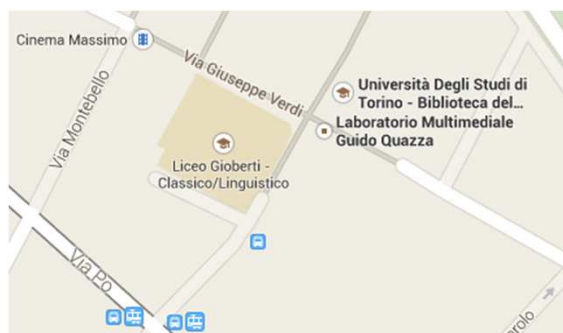 Cinema Massimo
Via Giuseppe Verdi
Università Degli Studi di
Torino - Biblioteca del...
Laboratorio Multimediale
Guido Quazza
Via Montebello
Liceo Gioberti -
Classico/Linguistico
Via Po
arolo